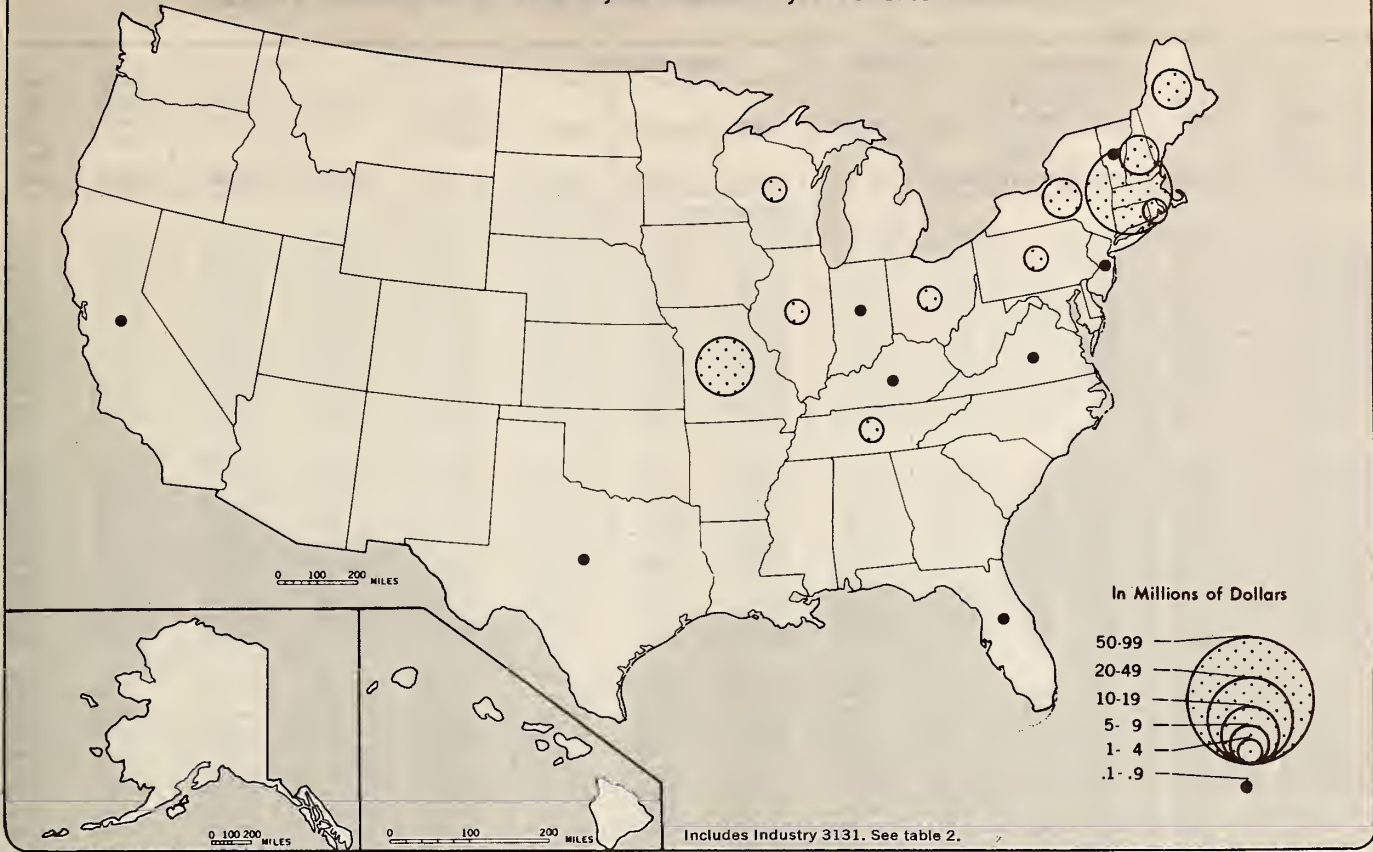 0 100 200 MILES
In Millions of Dollars
50-99
20-49
10-19
5- 9
1- 4
.1- .9
0 100 200 MILES
0 100 200 MILES
Includes Industry 3131. See table 2.